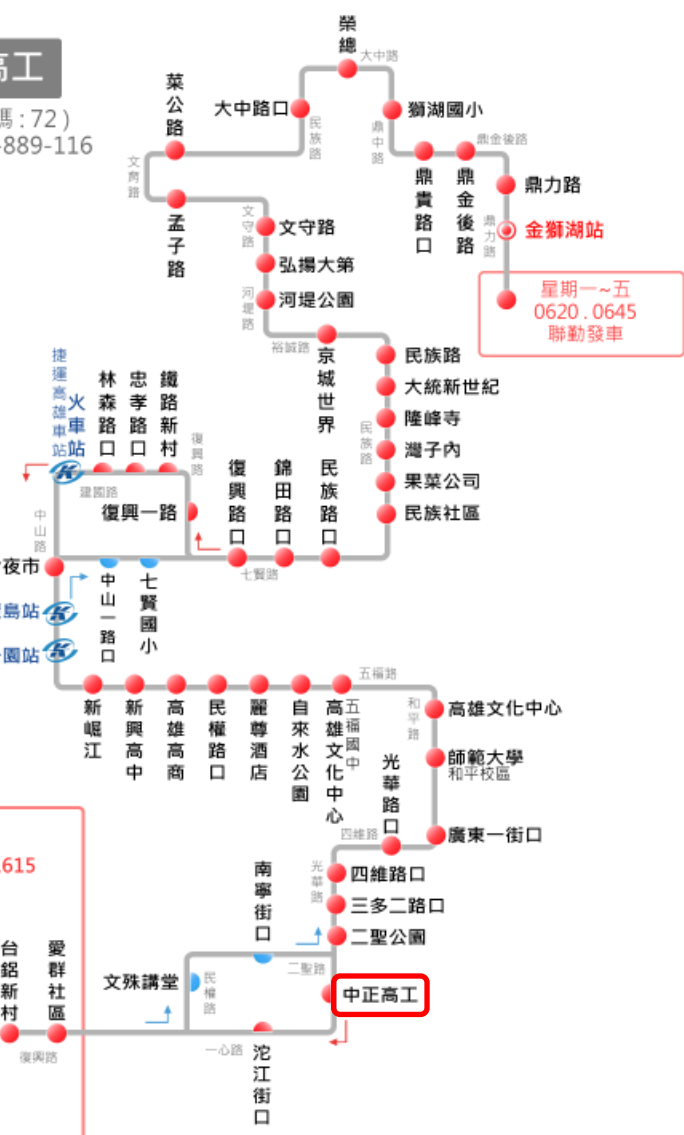 高工
榮總
大中路
菜公路
大中路口
獅湖國小
碼:72)
-889-116
民族路
鼎中路
鼎金後路
文育路
鼎貴路口
鼎金後路
鼎力路
孟子路
文守路
文守路
鼎力路
金獅湖站
弘揚大第
河堤路
河堤公園
星期一~五
0620.0645
聯勤發車
裕誠路
京城世界
民族路
捷運高雄車站
火車站
林森路口
忠孝路口
鐵路新村
大統新世紀
隆峰寺
民族路
灣子內
復興路
復興路口
錦田路口
民族路口
果菜公司
建國路
復興一路
民族社區
中山路
夜市
七賢路
中山一路口
七賢國小
島站
園站
五福路
新崛江
新興高中
高雄高商
民權路口
麗尊酒店
自來水公園
高雄文化中心
五福國中
和平路
高雄文化中心
光華路口
師範大學
和平校區
四維路
廣東一街口
615
南寧街口
光華路
四維路口
三多二路口
二聖公園
台鋁新村
愛群社區
文殊講堂
民權路
二聖路
中正高工
復興路
一心路
沱江街口